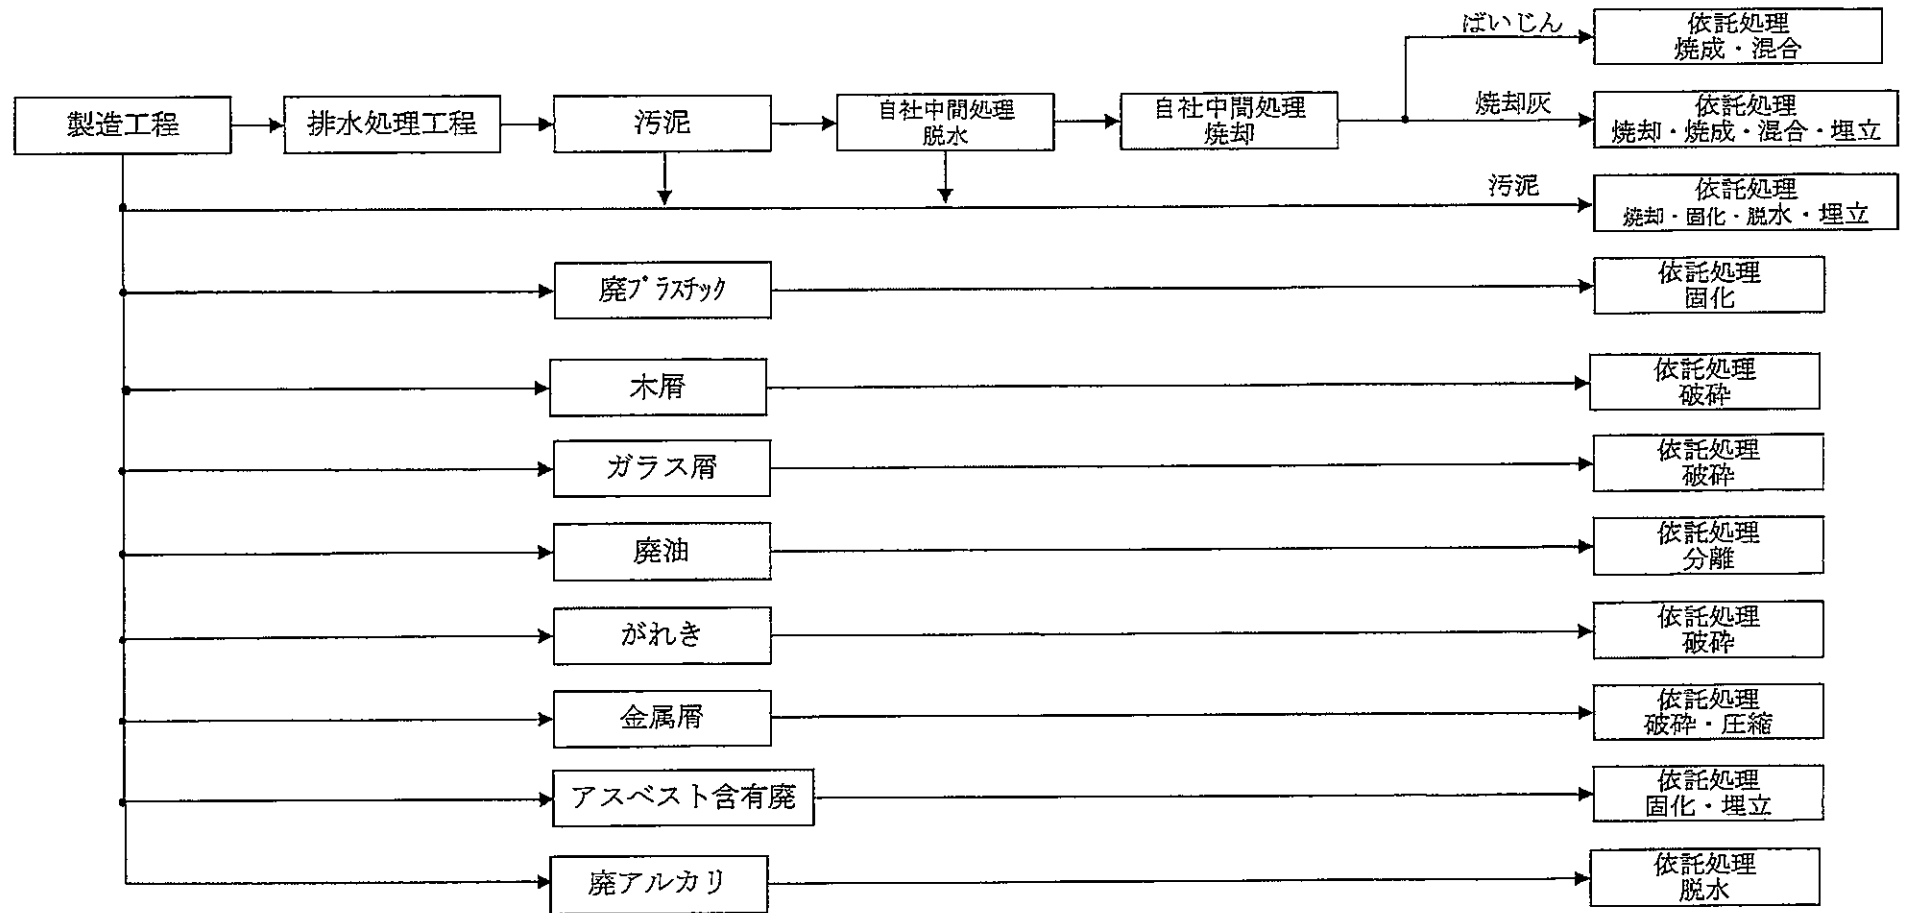 ばいじん
依託処理
焼成・混合
製造工程
排水処理工程
汚泥
自社中間処理
脱水
自社中間処理
焼却
焼却灰
依託処理
焼却・焼成・混合・埋立
汚泥
依託処理
焼却・固化・脱水・埋立
廃プラスチック
依託処理
固化
木屑
依託処理
破砕
ガラス屑
依託処理
破砕
廃油
依託処理
分離
がれき
依託処理
破砕
金属屑
依託処理
破砕・圧縮
アスベスト含有廃
依託処理
固化・埋立
廃アルカリ
依託処理
脱水